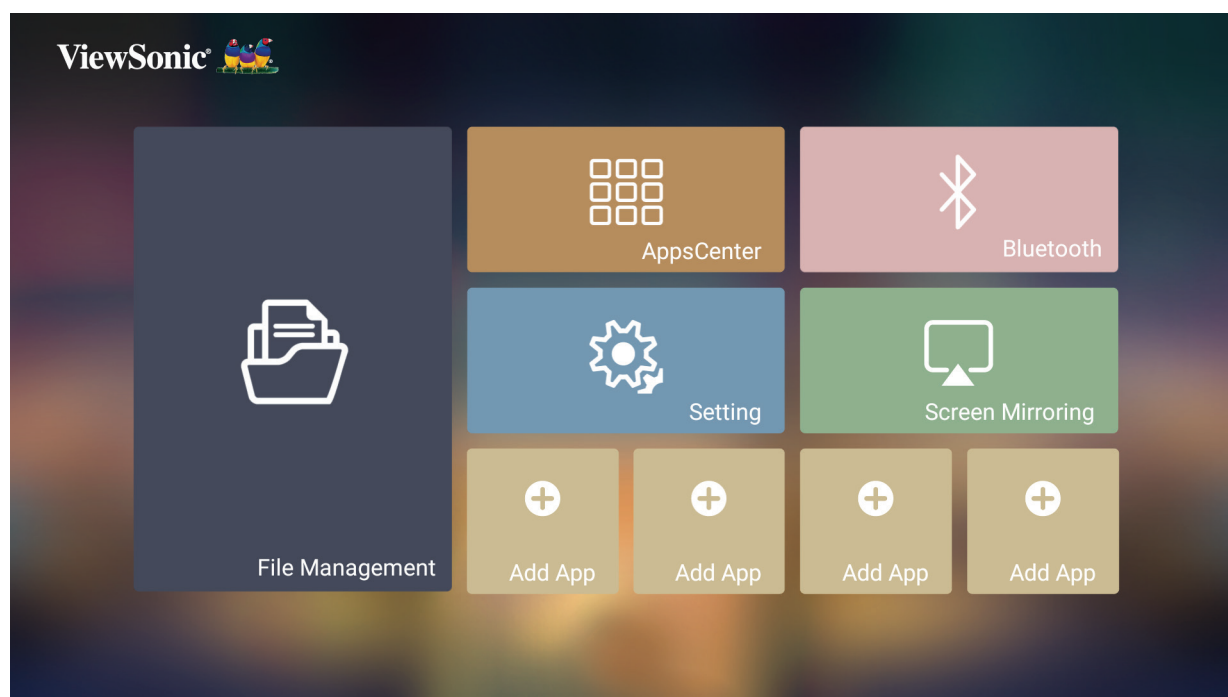 ViewSonic®
AppsCenter
Bluetooth
Setting
Screen Mirroring
File Management
Add App
Add App
Add App
Add App